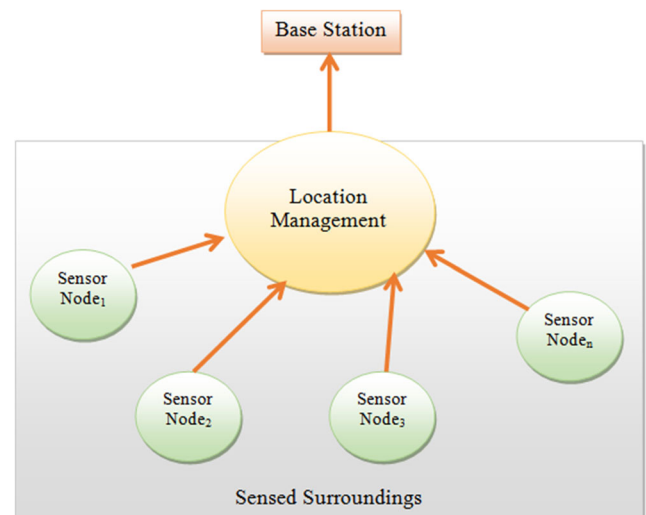 Base Station
Location
Management
Sensor
Node₁
Sensor
Node₂
Sensor
Node₃
Sensor
Nodeₙ
Sensed Surroundings